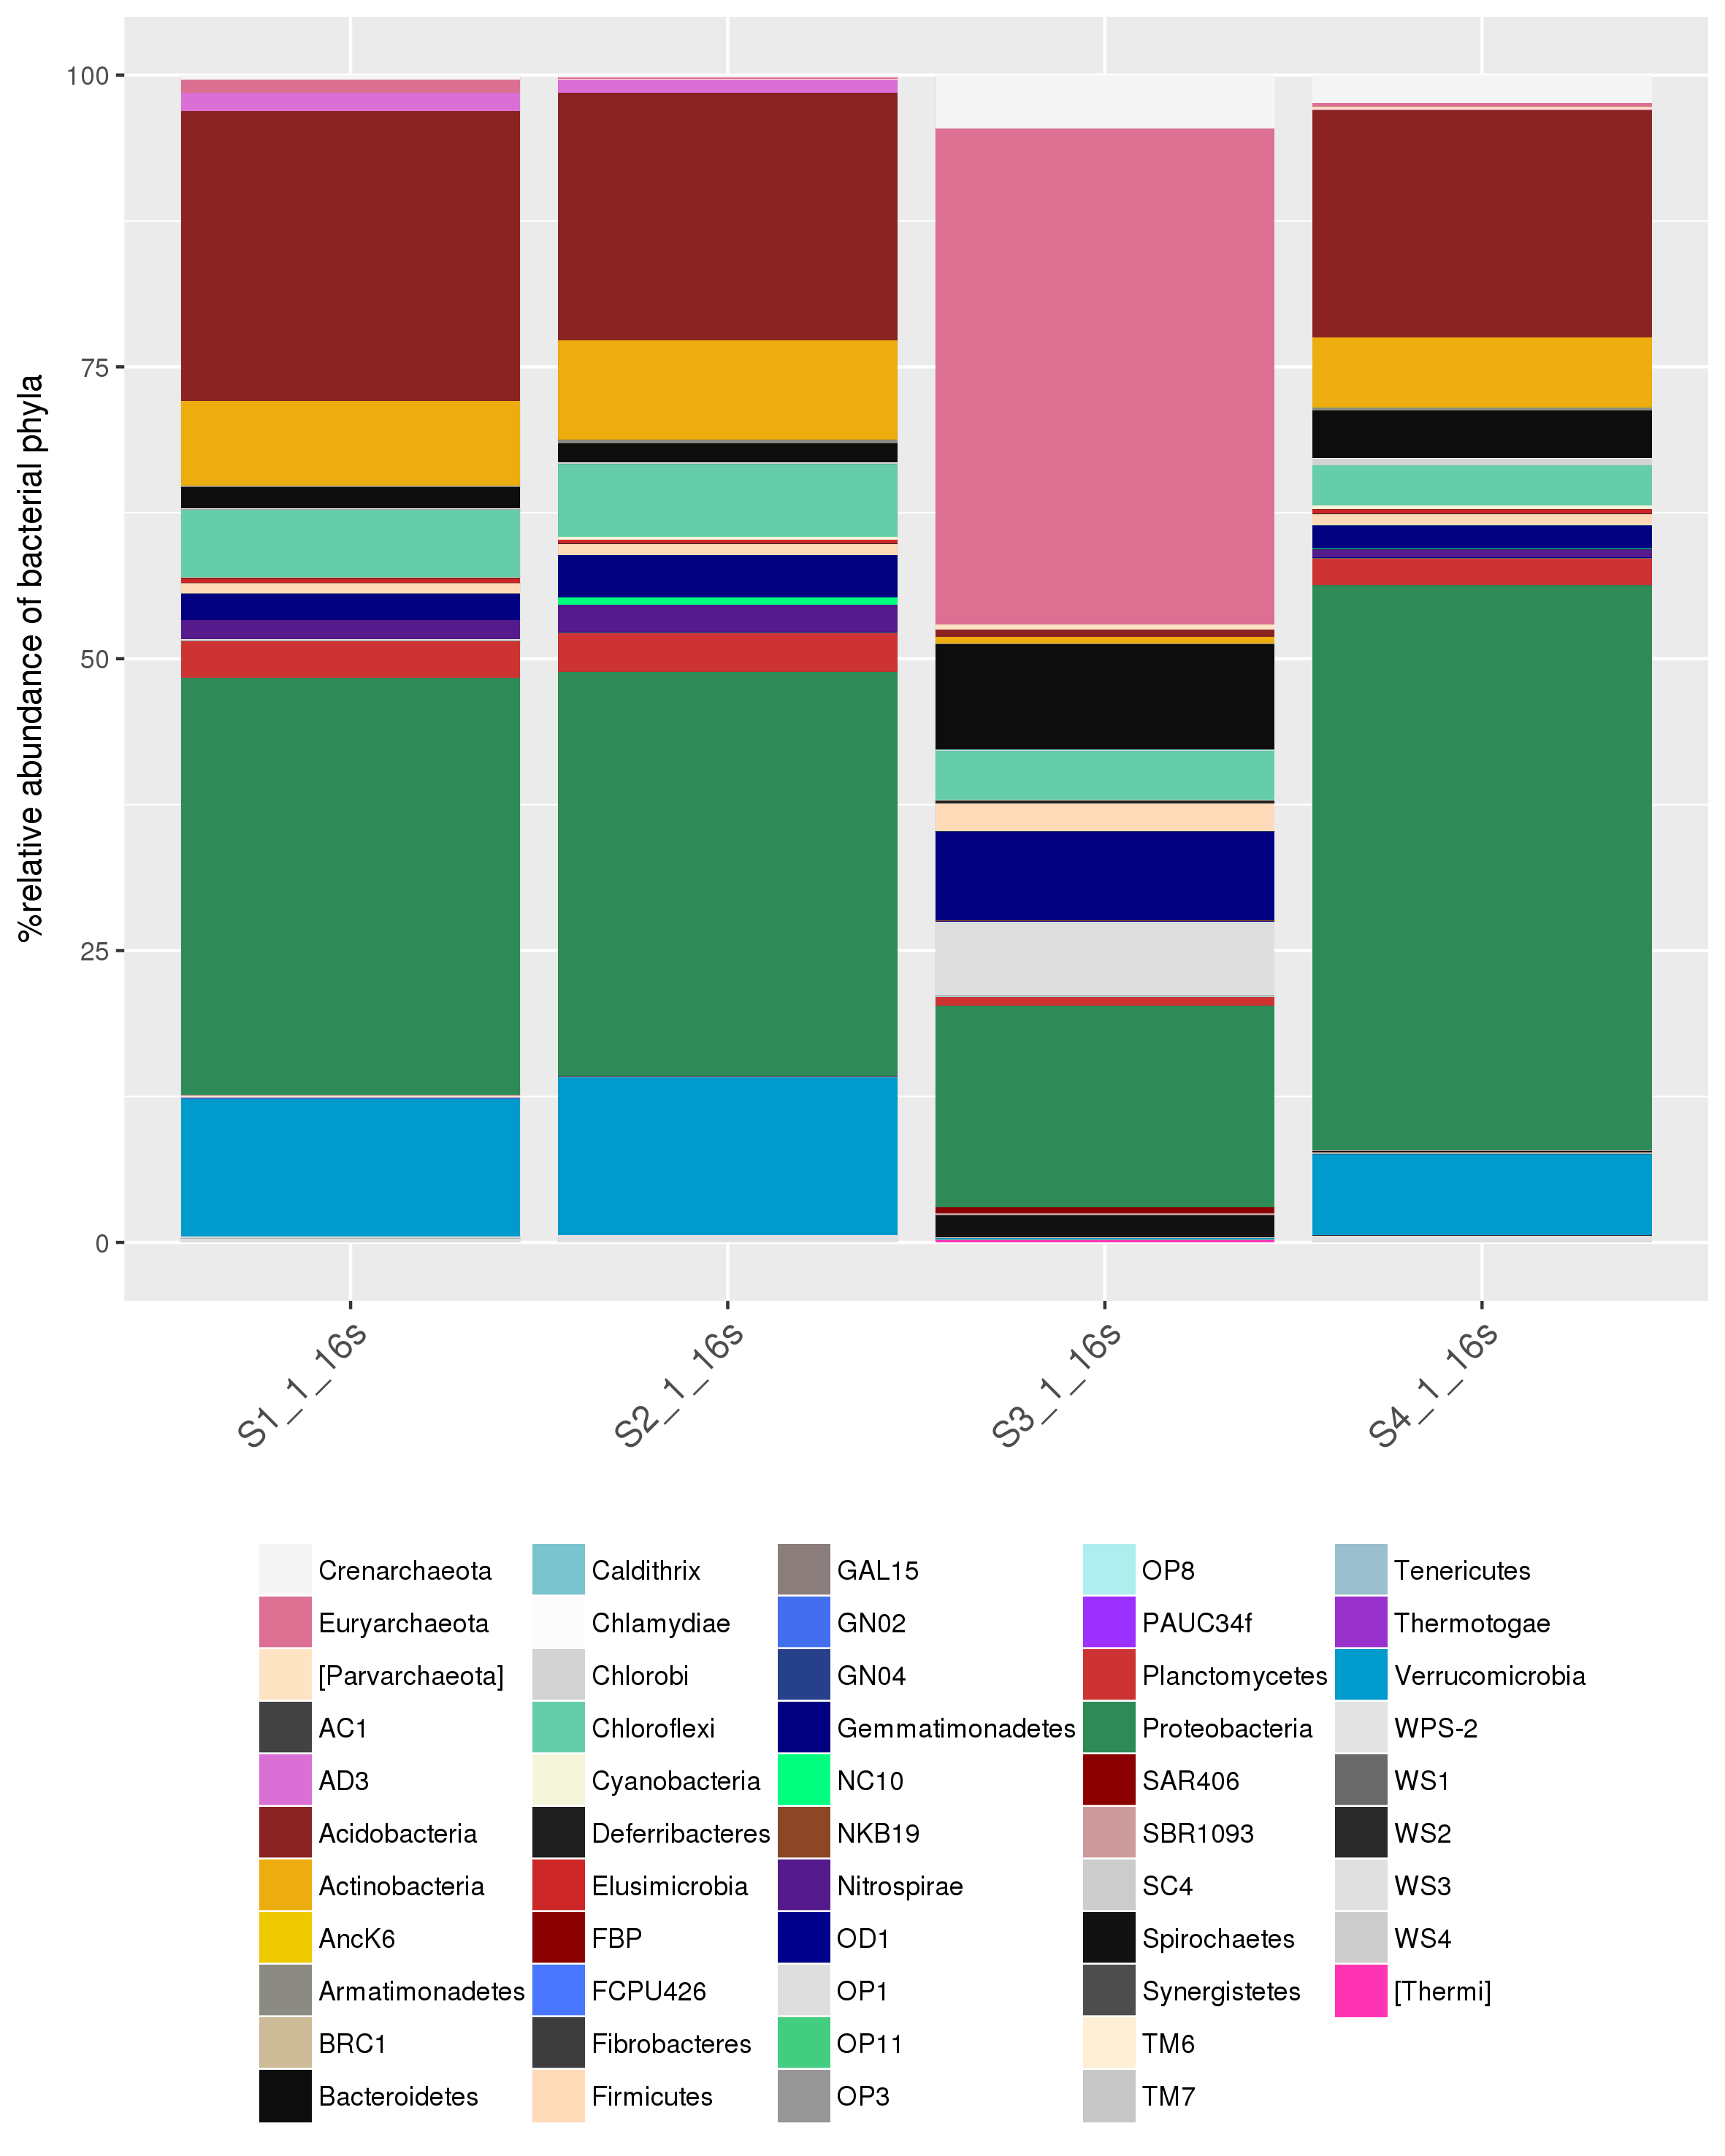 %relative abundance of bacterial phyla
100
75
50
25
0
S1_1_16s
S2_1_16s
S3_1_16s
S4_1_16s
Crenarchaeota
Euryarchaeota
[Parvarchaeota]
AC1
AD3
Acidobacteria
Actinobacteria
AncK6
Armatimonadetes
BRC1
Bacteroidetes
Caldithrix
Chlamydiae
Chlorobi
Chloroflexi
Cyanobacteria
Deferribacteres
Elusimicrobia
FBP
FCPU426
Fibrobacteres
Firmicutes
GAL15
GN02
GN04
Gemmatimonadetes
NC10
NKB19
Nitrospirae
OD1
OP1
OP11
OP3
OP8
PAUC34f
Planctomycetes
Proteobacteria
SAR406
SBR1093
SC4
Spirochaetes
Synergistetes
TM6
TM7
Tenericutes
Thermotogae
Verrucomicrobia
WPS-2
WS1
WS2
WS3
WS4
[Thermi]